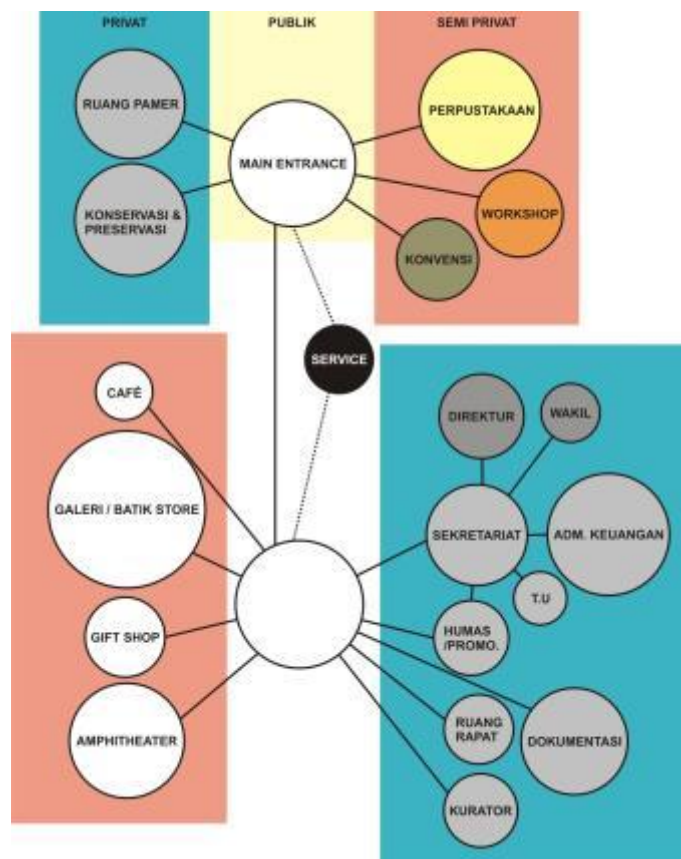 PRIVAT
PUBLIK
SEMI PRIVAT
RUANG PAMER
MAIN ENTRANCE
PERPUSTAKAAN
KONSERVASI &
PRESERVASI
WORKSHOP
KONVENSI
SERVICE
CAFÉ
GALERI / BATIK STORE
GIFT SHOP
AMPHITHEATER
DIREKTUR
WAKIL
SEKRETARIAT
ADM. KEUANGAN
T.U
HUMAS
/PROMO.
RUANG
RAPAT
DOKUMENTASI
KURATOR